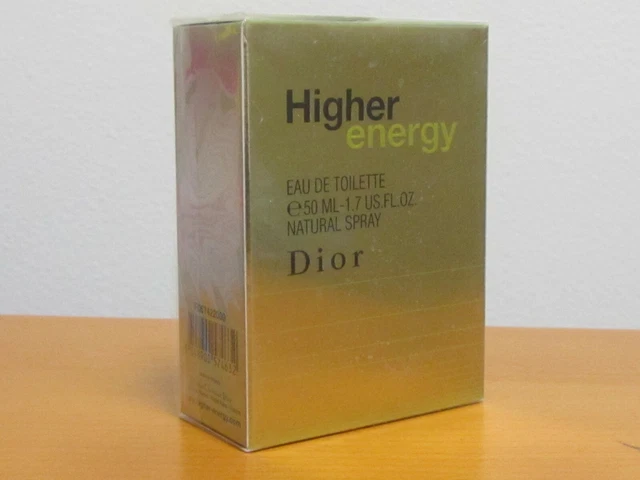 Higher
energy
EAU DE TOILETTE
℮50 ML-1.7 US.FL.OZ.
NATURAL SPRAY
Dior